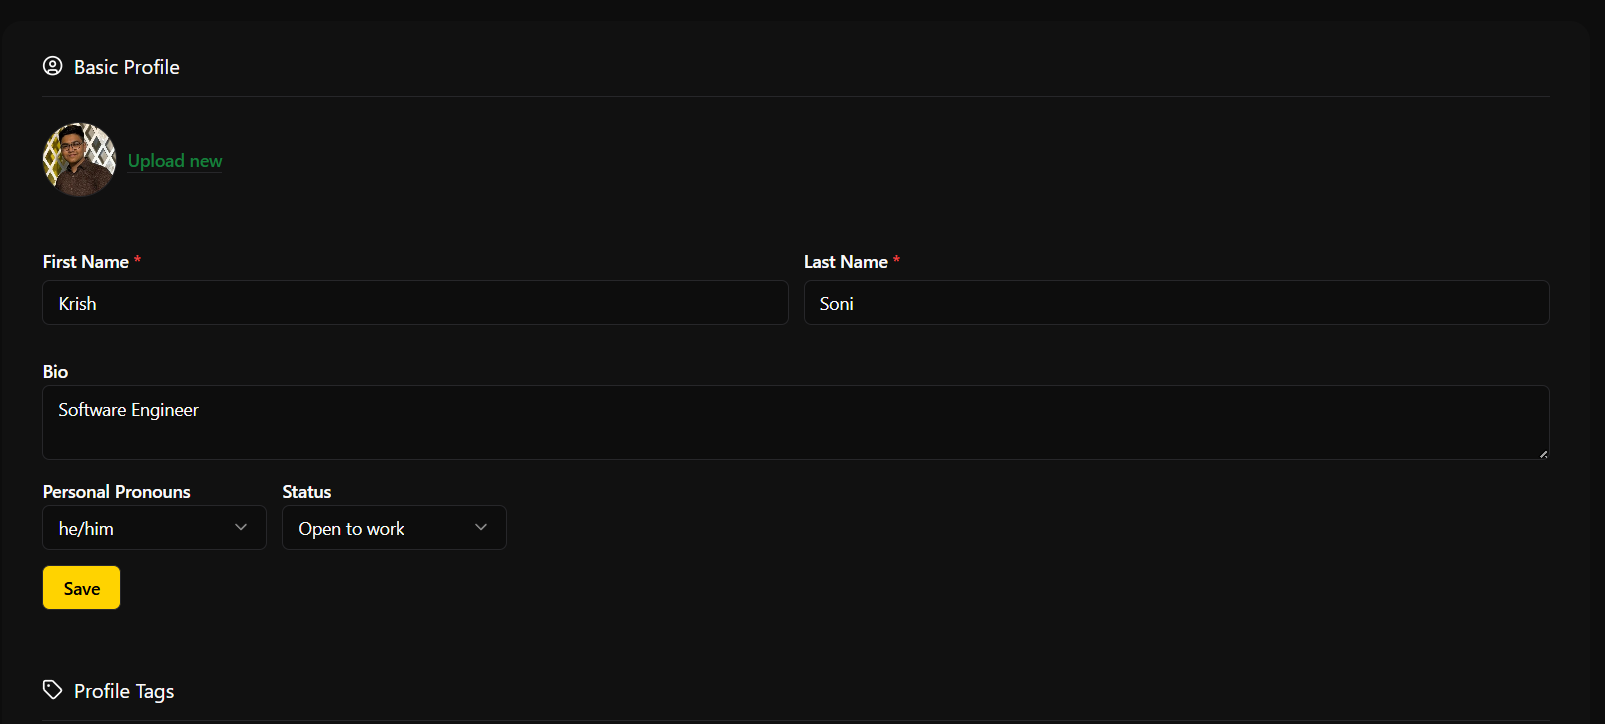 Basic Profile
Upload new
First Name * Last Name *
Krish Soni
Bio
Software Engineer
Personal Pronouns Status
he/him Open to work
Save
Profile Tags